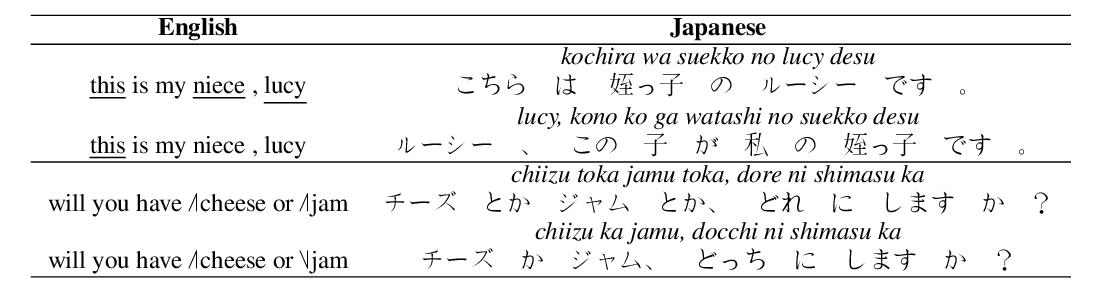 English Japanese
kochira wa suekko no lucy desu
this is my niece , lucy こちら は 姪っ子 の ルーシー です 。
lucy, kono ko ga watashi no suekko desu
this is my niece , lucy ルーシー 、 この 子 が 私 の 姪っ子 です 。
chiizu toka jamu toka, dore ni shimasu ka
will you have /|cheese or /|jam チーズ とか ジャム とか、 どれ に します か ？
chiizu ka jamu, docchi ni shimasu ka
will you have /|cheese or \|jam チーズ か ジャム、 どっち に します か ？